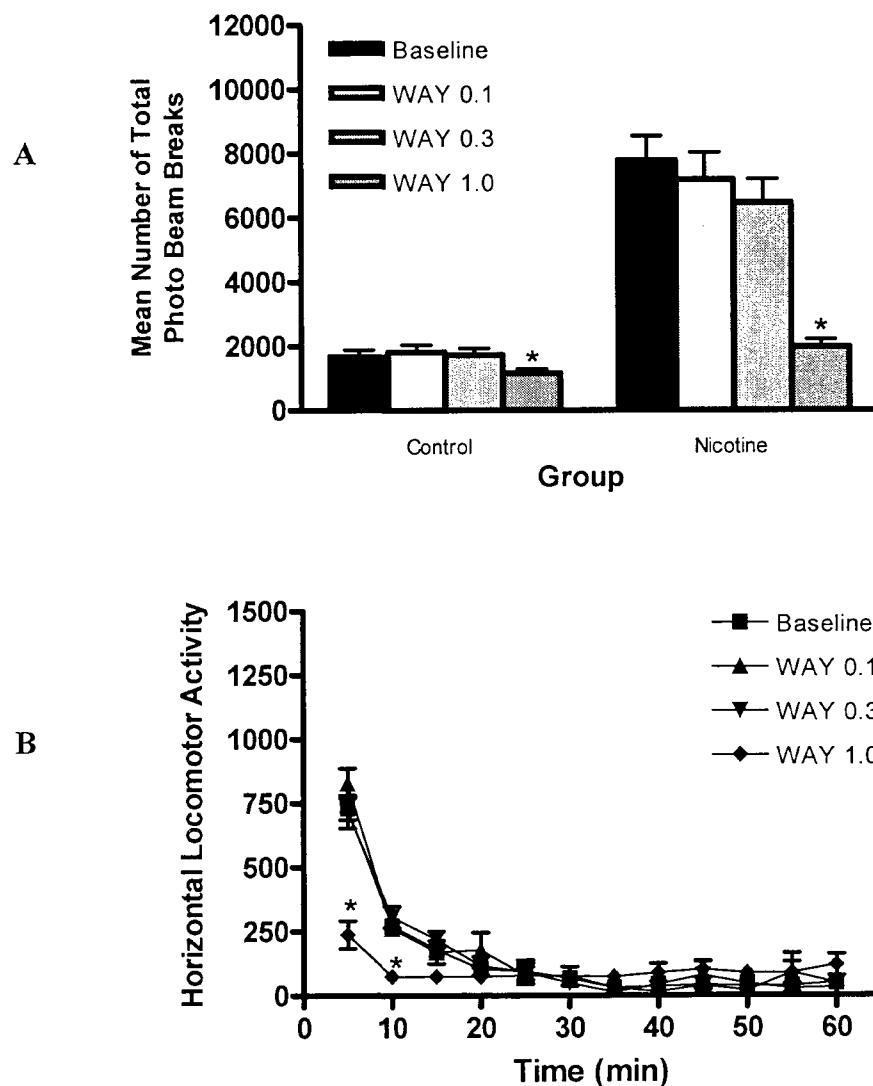 A
Mean Number of Total
Photo Beam Breaks
12000
10000
8000
6000
4000
2000
0
Baseline
WAY 0.1
WAY 0.3
WAY 1.0
*
*
Control
Nicotine
Group
B
Horizontal Locomotor Activity
1500
1250
1000
750
500
250
0
Baseline
WAY 0.1
WAY 0.3
WAY 1.0
*
*
0
10
20
30
40
50
60
Time (min)